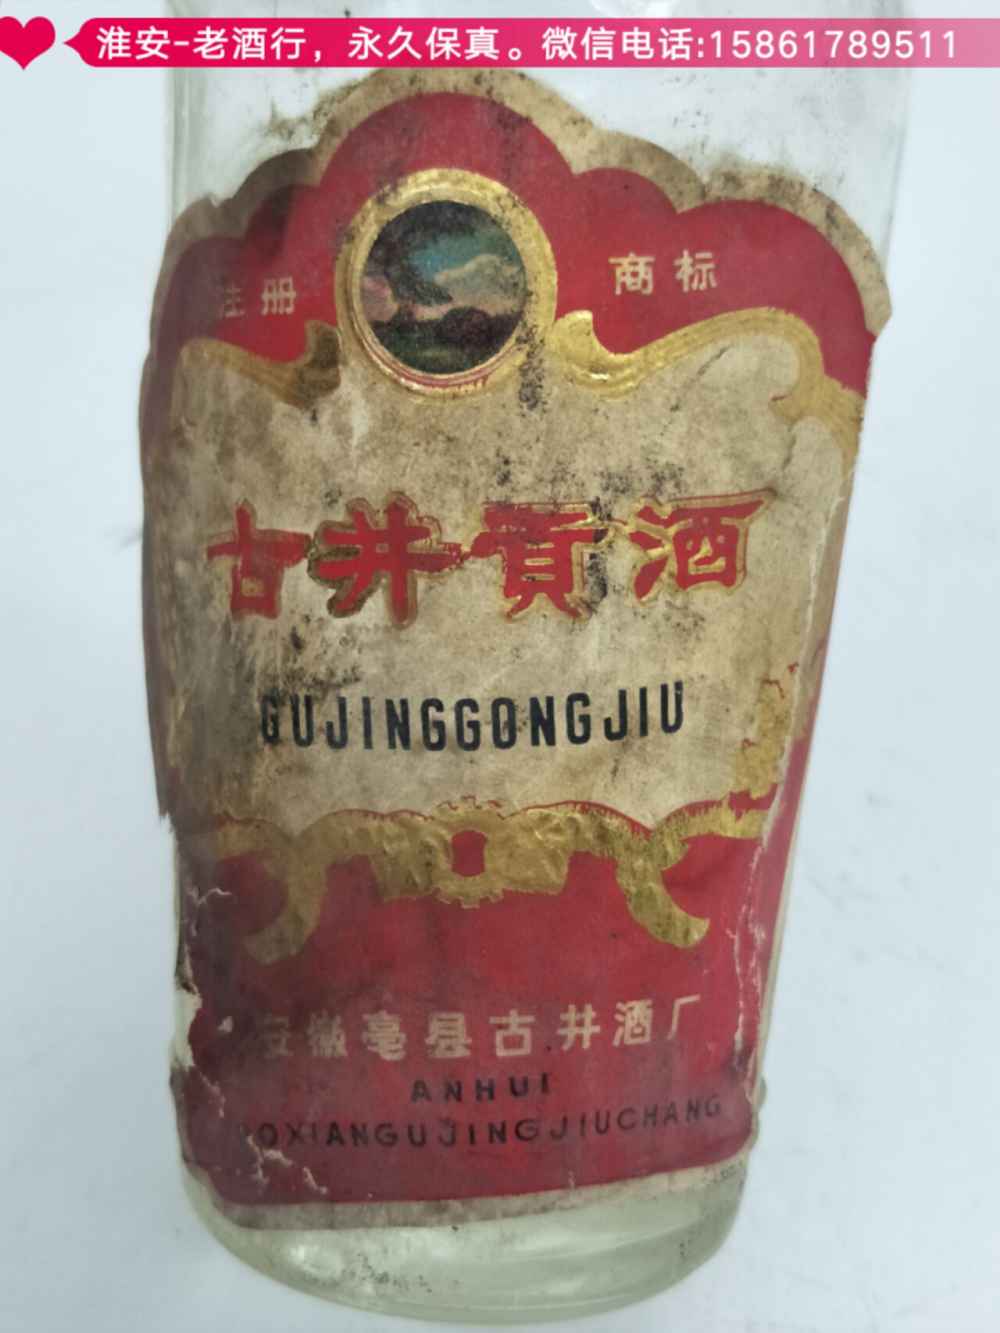 淮安-老酒行，永久保真。微信电话:15861789511
注册 商标
古井贡酒
GUJINGGONGJIU
安徽亳县古井酒厂
ANHUI
OXIANGUJINGJIUCHANG